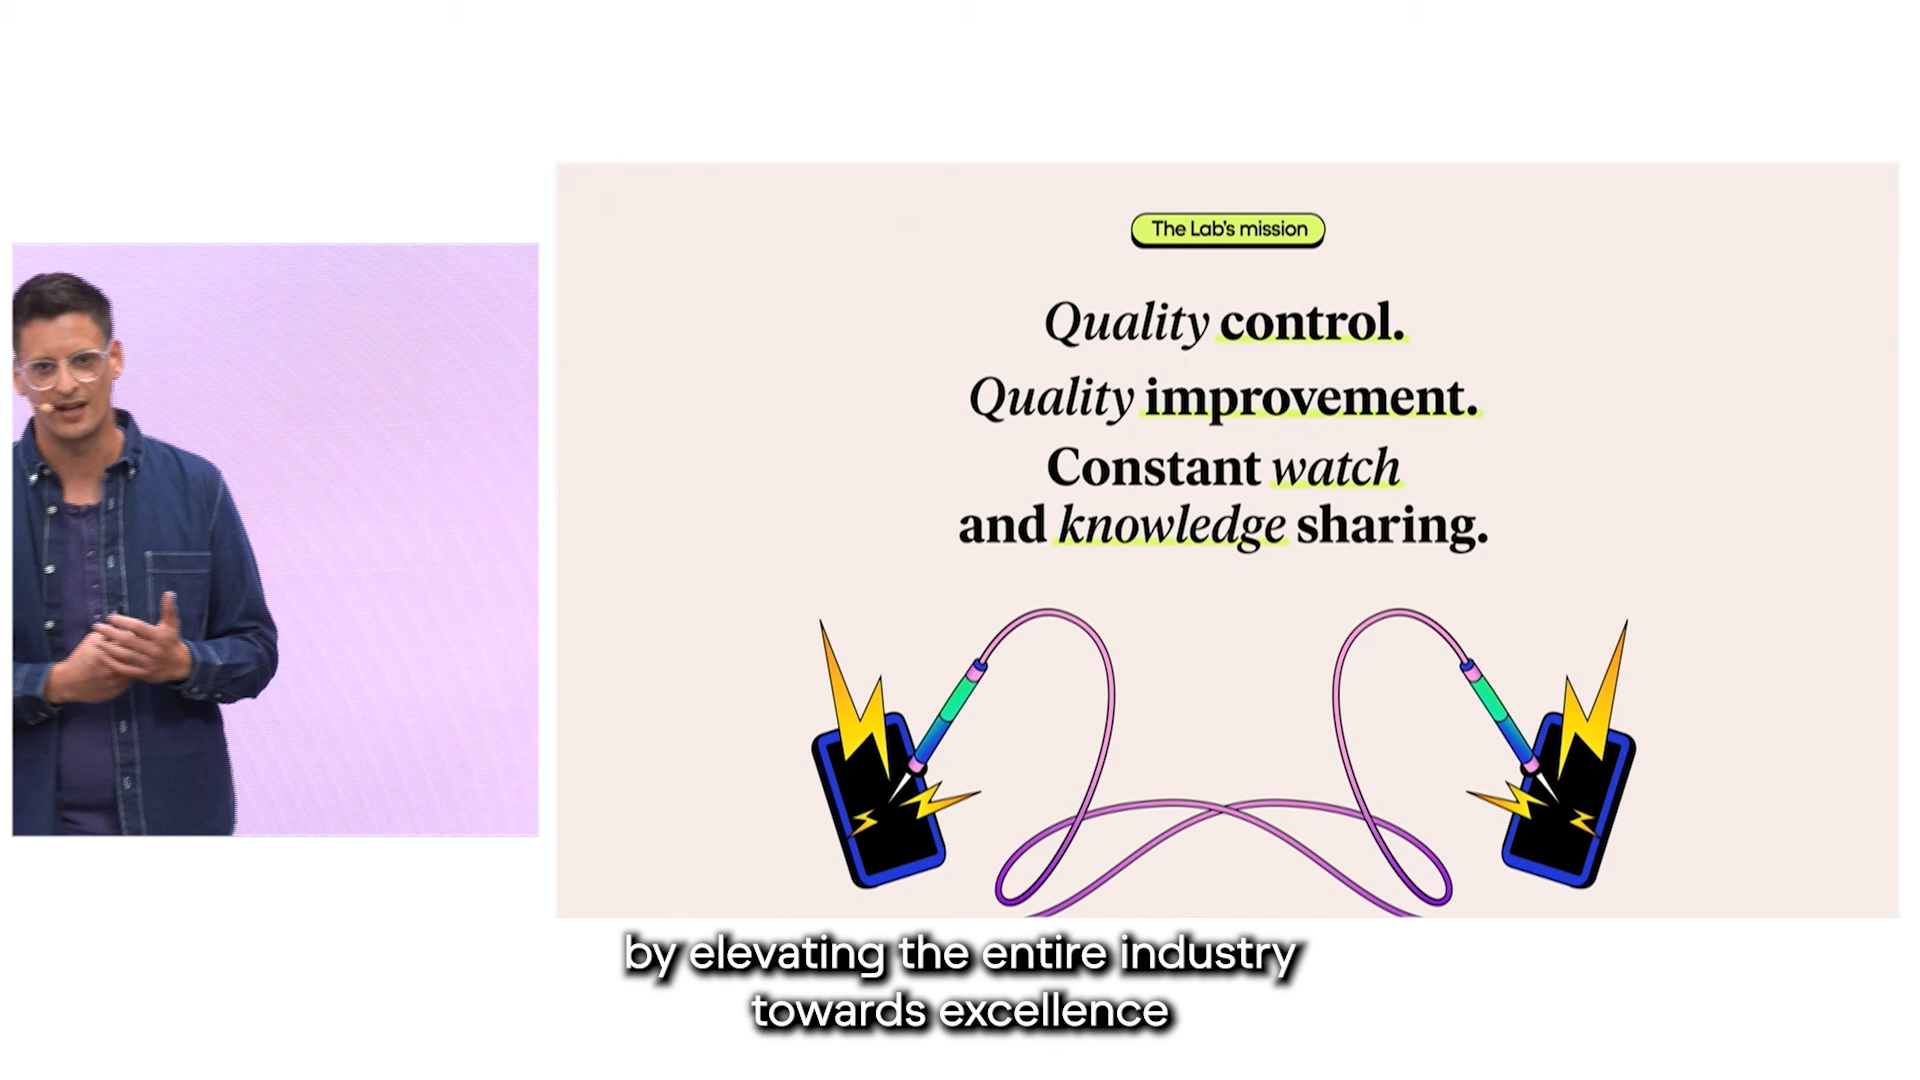 The Lab's mission
Quality control.
Quality improvement.
Constant watch
and knowledge sharing.
by elevating the entire industry
towards excellence